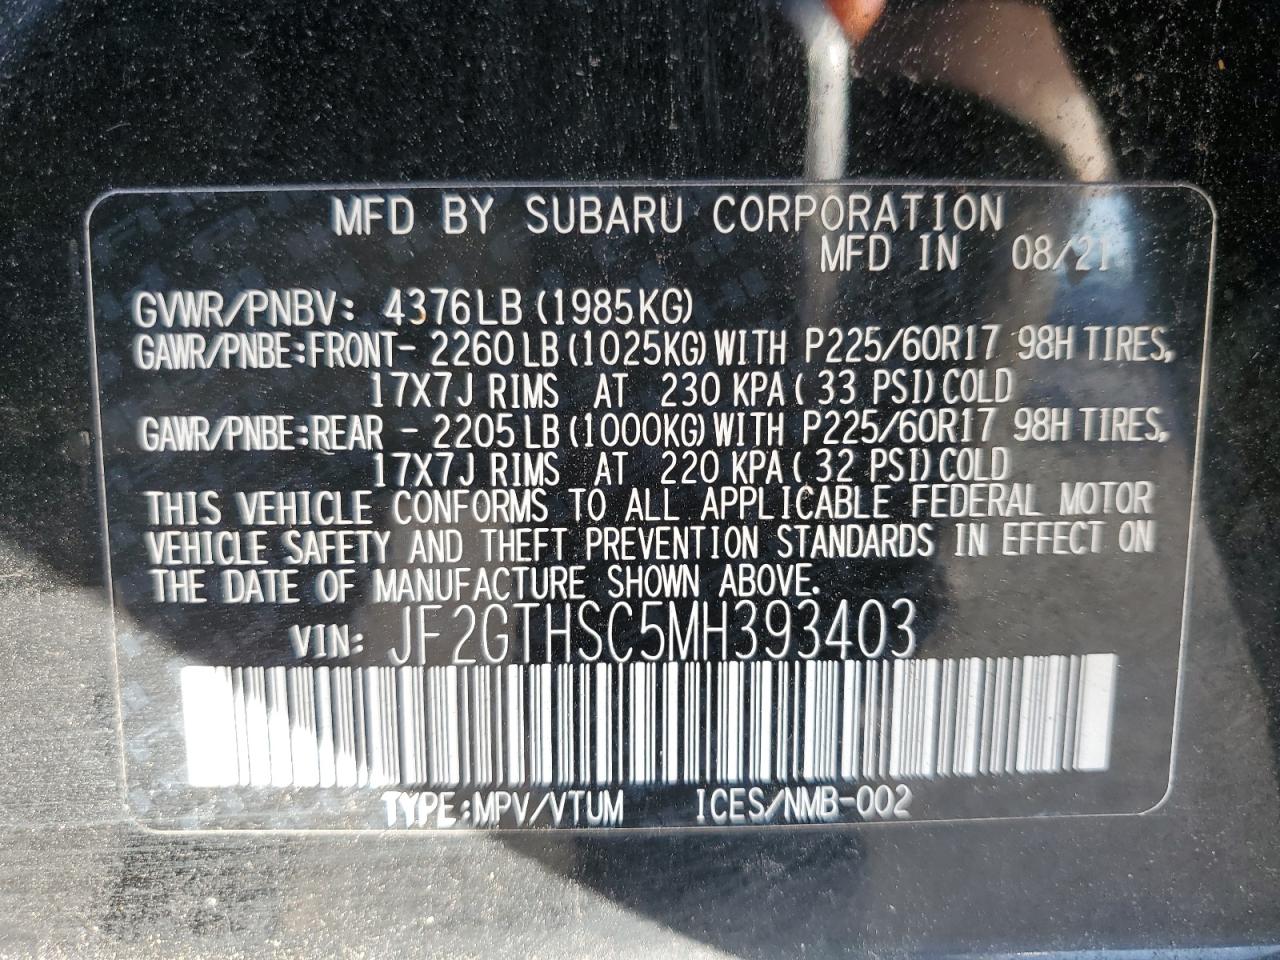 MFD BY SUBARU CORPORATION
MFD IN 08/21
GVWR/PNBV: 4376LB (1985KG)
GAWR/PNBE:FRONT- 2260LB(1025KG)WITH P225/60R17 98H TIRES,
17X7J RIMS AT 230 KPA( 33 PSI)COLD
GAWR/PNBE:REAR - 2205LB(1000KG)WITH P225/60R17 98H TIRES,
17X7J RIMS AT 220 KPA( 32 PSI)COLD
THIS VEHICLE CONFORMS TO ALL APPLICABLE FEDERAL MOTOR
VEHICLE SAFETY AND THEFT PREVENTION STANDARDS IN EFFECT ON
THE DATE OF MANUFACTURE SHOWN ABOVE.
VIN: JF2GTHSC5MH393403
TYPE:MPV/VTUM ICES/NMB-002